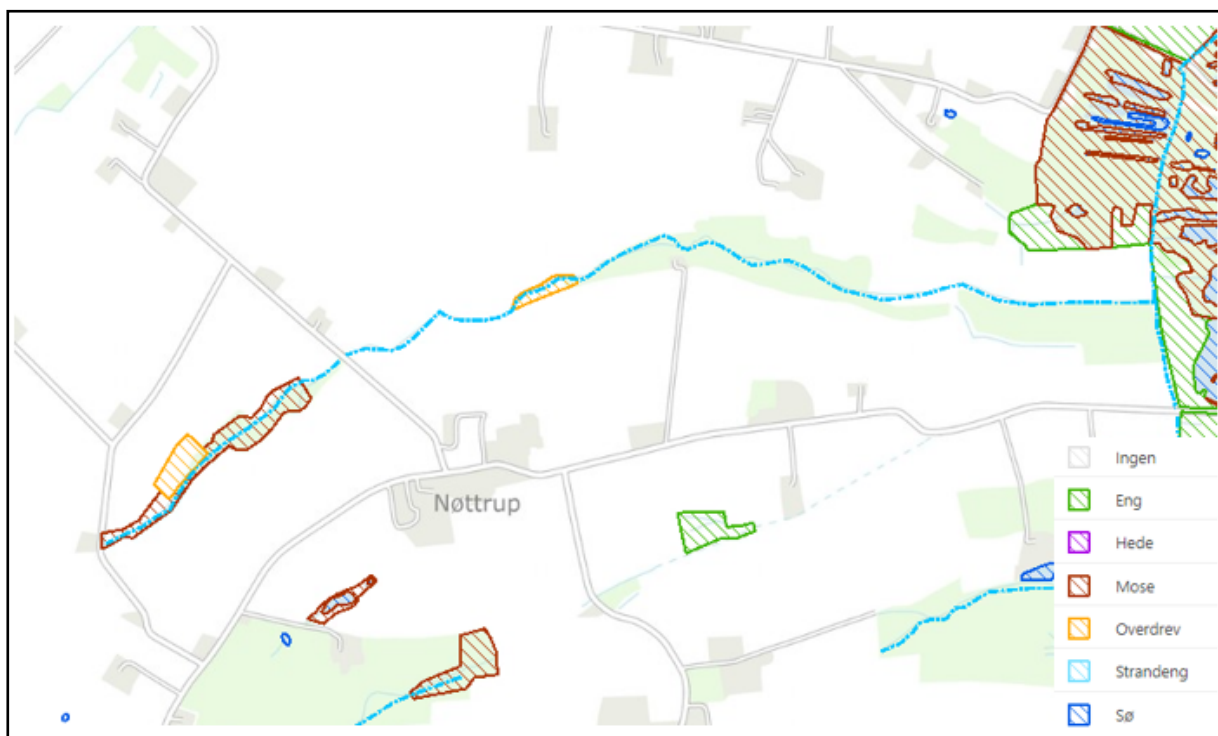 Nøttrup
Ingen
Eng
Hede
Mose
Overdrev
Strandeng
Sø